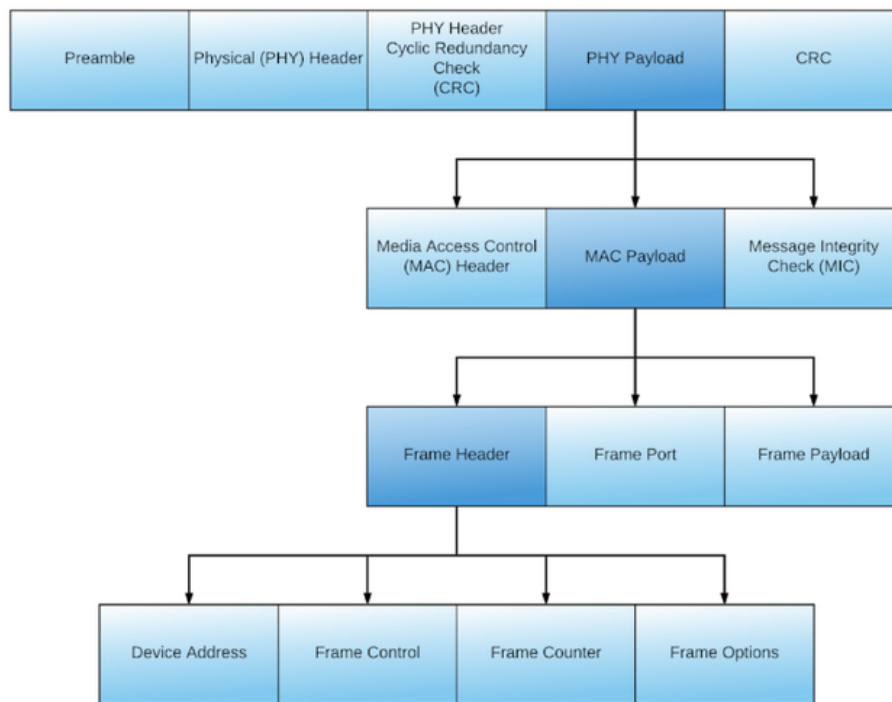 Preamble
Physical (PHY) Header
PHY Header
Cyclic Redundancy
Check
(CRC)
PHY Payload
CRC
Media Access Control
(MAC) Header
MAC Payload
Message Integrity
Check (MIC)
Frame Header
Frame Port
Frame Payload
Device Address
Frame Control
Frame Counter
Frame Options